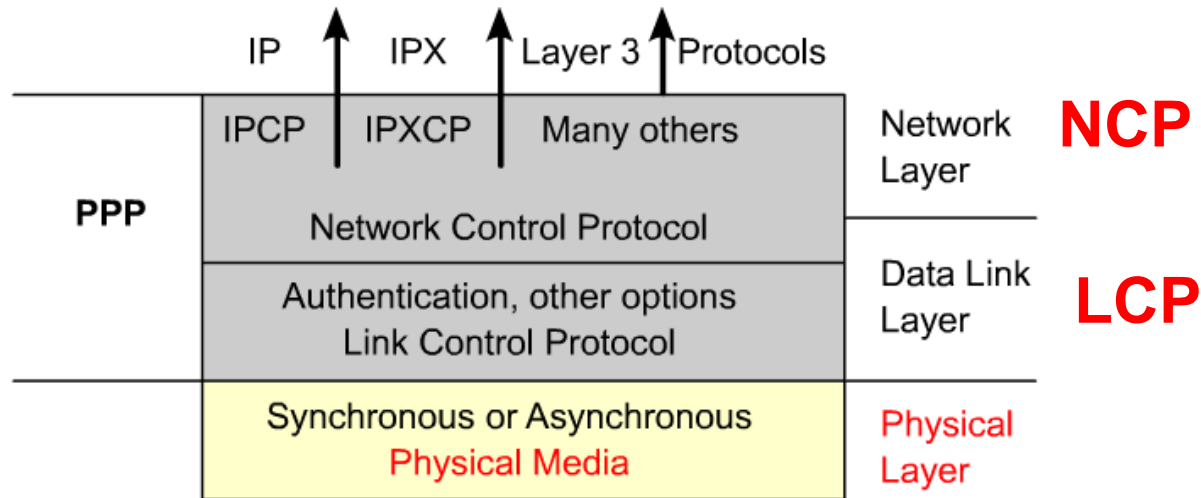 IP IPX Layer 3 Protocols
IPCP IPXCP Many others
Network
Layer
NCP
PPP
Network Control Protocol
Authentication, other options
Link Control Protocol
Data Link
Layer
LCP
Synchronous or Asynchronous
Physical Media
Physical
Layer